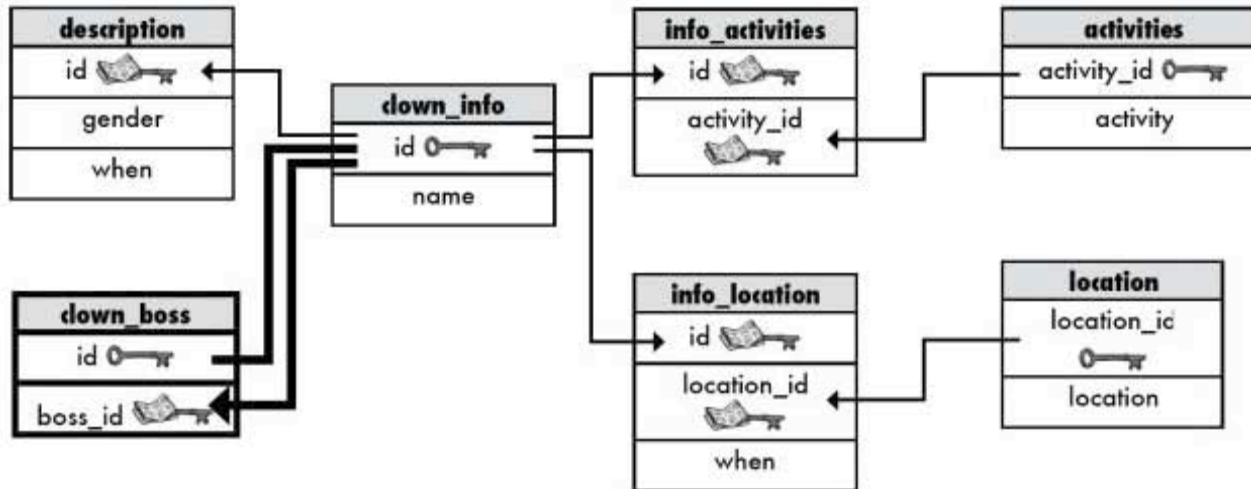 description
id
gender
when
clown_info
id
name
info_activities
id
activity_id
activities
activity_id
activity
clown_boss
id
boss_id
info_location
id
location_id
when
location
location_id
location